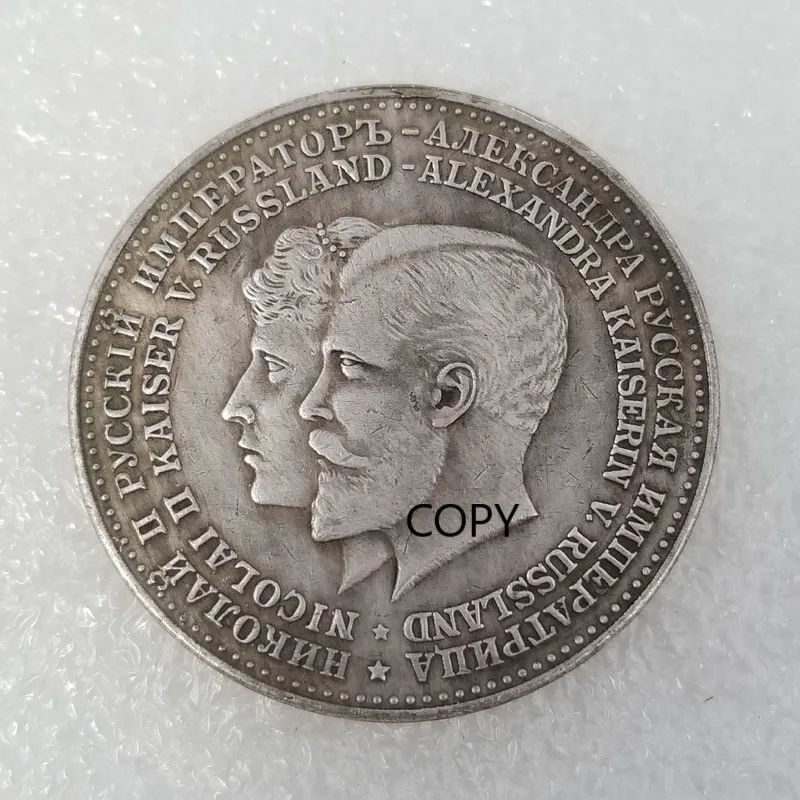 НИКОЛАЙ II РУССКIЙ ИМПЕРАТОРЪ - АЛЕКСАНДРА РУССКАЯ ИМПЕРАТРИЦА
NICOLAI II KAISER V. RUSSLAND - ALEXANDRA KAISERIN V. RUSSLAND
COPY